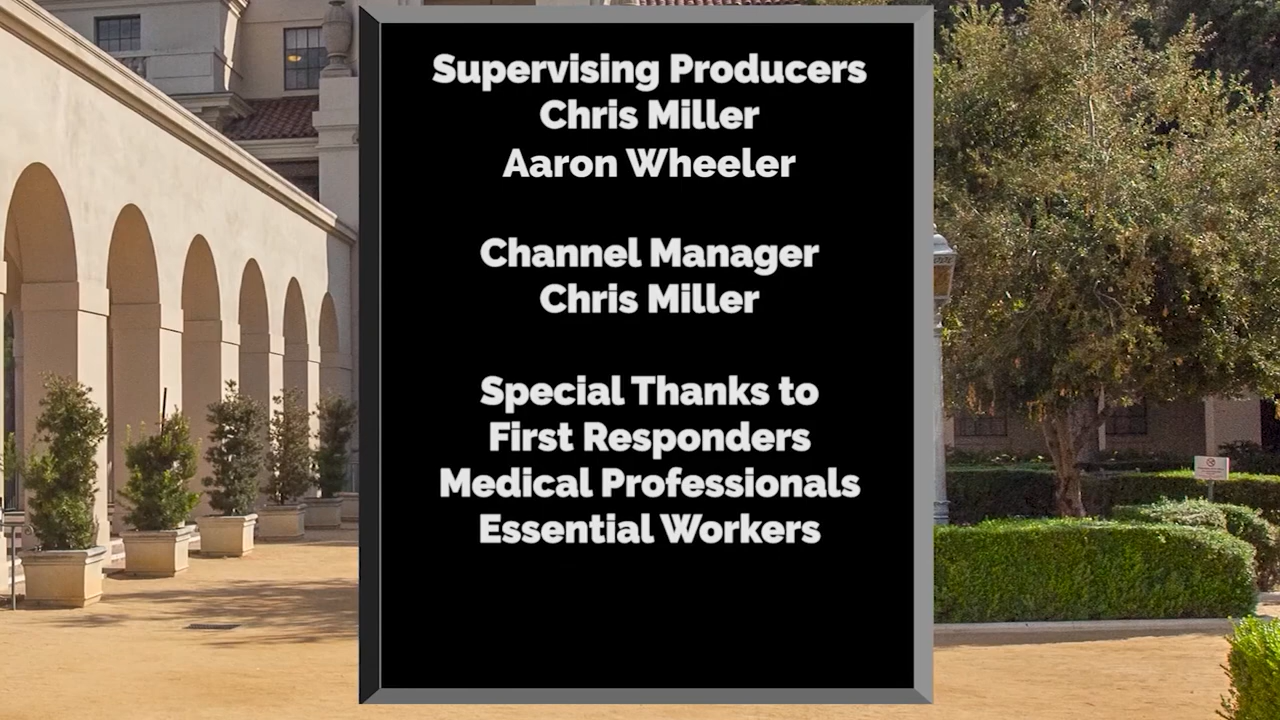 Supervising Producers
Chris Miller
Aaron Wheeler
Channel Manager
Chris Miller
Special Thanks to
First Responders
Medical Professionals
Essential Workers